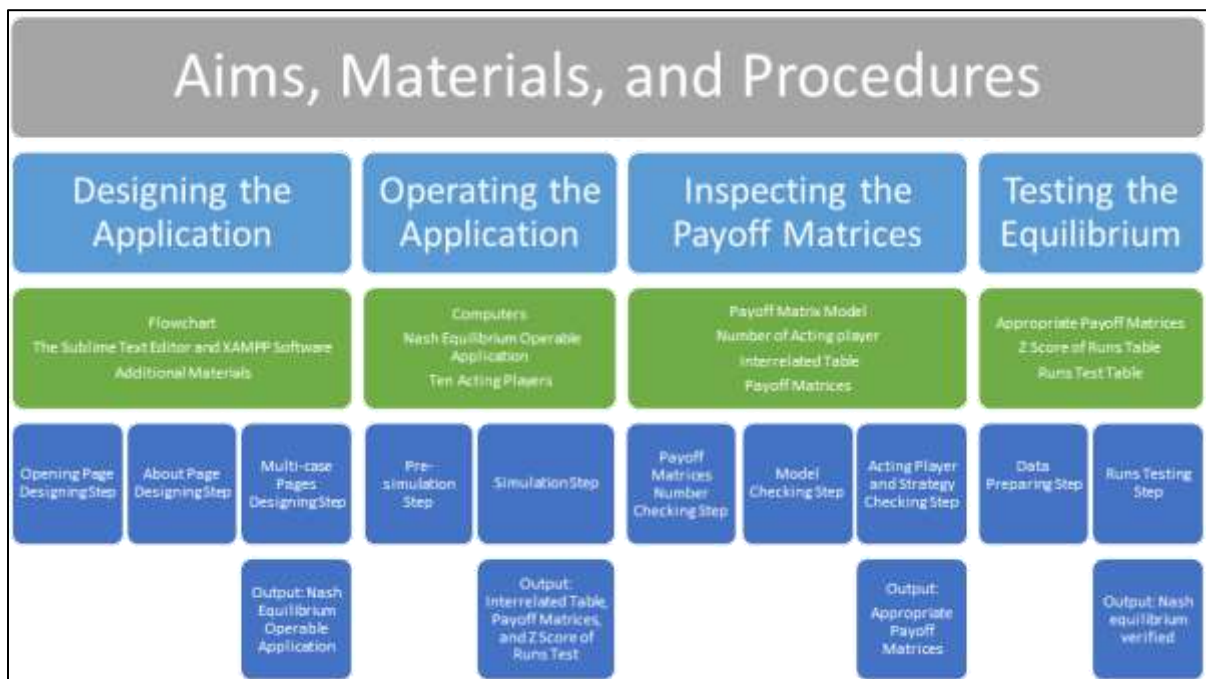 Aims, Materials, and Procedures
Designing the
Application
Operating the
Application
Inspecting the
Payoff Matrices
Testing the
Equilibrium
Flowchart
The Sublime Text Editor and XAMPP Software
Additional Materials
Computers
Nash Equilibrium Operable
Application
Ten Acting Players
Payoff Matrix Model
Number of Acting player
Interrelated Table
Payoff Matrices
Appropriate Payoff Matrices
Z Score of Runs Table
Runs Test Table
Opening Page
Designing Step
About Page
Designing Step
Multi-case
Pages
Designing Step
Pre-
simulation
Step
Simulation Step
Payoff
Matrices
Number
Checking Step
Model
Checking Step
Acting Player
and Strategy
Checking Step
Data
Preparing Step
Runs Testing
Step
Output: Nash
Equilibrium
Operable
Application
Output:
Interrelated Table,
Payoff Matrices,
and Z Score of
Runs Test
Output:
Appropriate
Payoff
Matrices
Output: Nash
equilibrium
verified